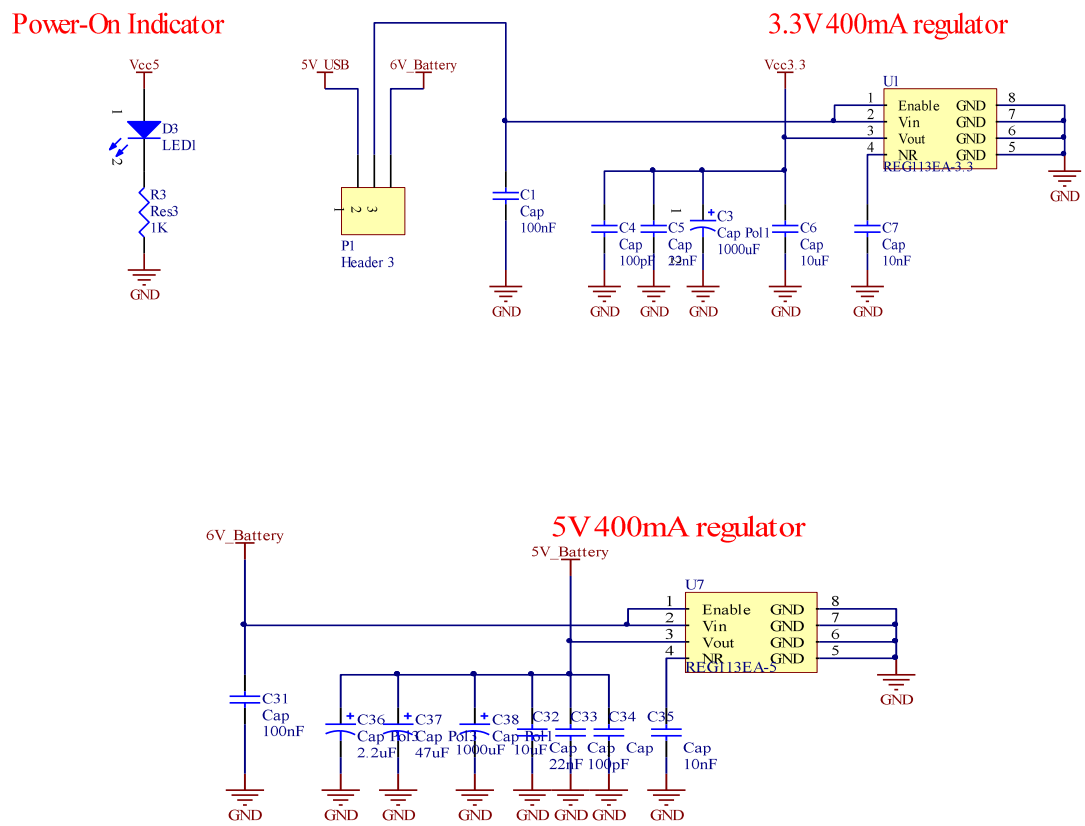 Power-On Indicator
3.3V 400mA regulator
Vcc5
1
D3
LED1
2
R3
Res3
1K
GND
5V_USB
6V_Battery
1
2
3
P1
Header 3
C1
Cap
100nF
GND
Vcc3.3
U1
1
2
3
4
Enable
Vin
Vout
NR
GND
GND
GND
GND
8
7
6
5
REG113EA-3.3
GND
C4
Cap
100pF
GND
C5
Cap
22nF
GND
1
C3
Cap Pol1
1000uF
GND
C6
Cap
10uF
GND
C7
Cap
10nF
GND
5V 400mA regulator
6V_Battery
5V_Battery
U7
1
2
3
4
Enable
Vin
Vout
NR
GND
GND
GND
GND
8
7
6
5
REG113EA-5
GND
C31
Cap
100nF
GND
C36
Cap Pol3
2.2uF
GND
C37
Cap Pol3
47uF
GND
C38
Cap Pol1
1000uF
GND
C32
Cap
10uF
GND
C33
Cap
22nF
GND
C34
Cap
100pF
GND
C35
Cap
10nF
GND